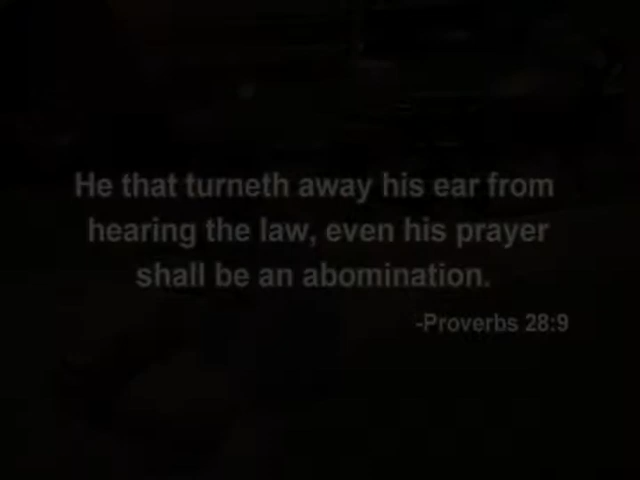 He that turneth away his ear from
hearing the law, even his prayer
shall be an abomination.
-Proverbs 28:9